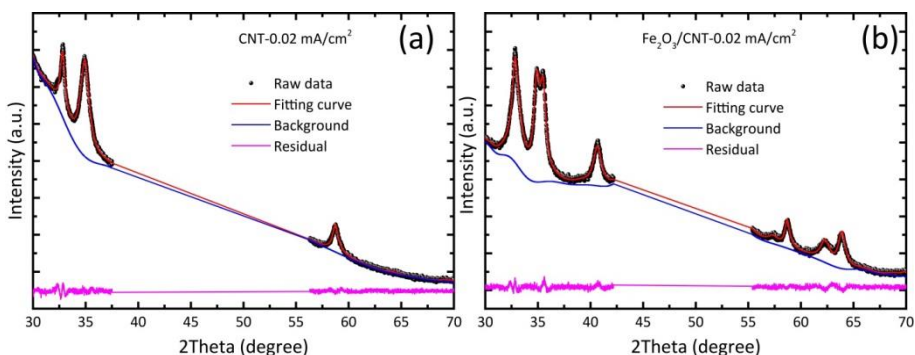 CNT-0.02 mA/cm²
(a)
Raw data
Fitting curve
Background
Residual
Intensity (a.u.)
30 35 40 45 50 55 60 65 70
2Theta (degree)
Fe₂O₃/CNT-0.02 mA/cm²
(b)
Raw data
Fitting curve
Background
Residual
Intensity (a.u.)
30 35 40 45 50 55 60 65 70
2Theta (degree)